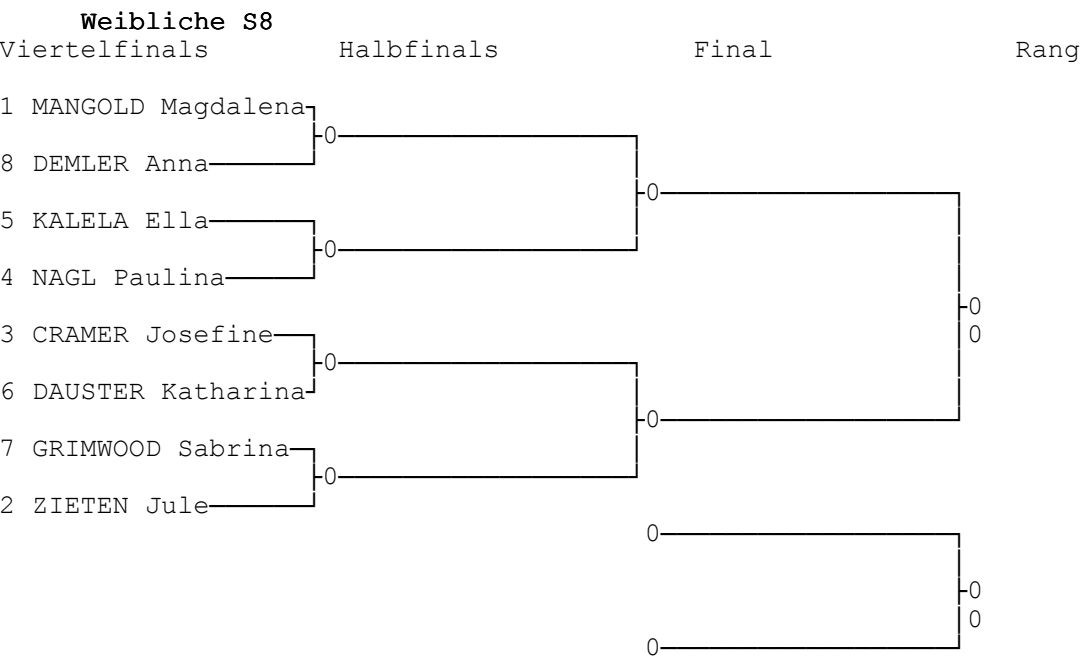 Weibliche S8
Viertelfinals Halbfinals Final Rang
1 MANGOLD Magdalena
0
8 DEMLER Anna
0
5 KALELA Ella
0
4 NAGL Paulina
0
3 CRAMER Josefine 0
0
6 DAUSTER Katharina
0
7 GRIMWOOD Sabrina
0
2 ZIETEN Jule
0
0
0
0